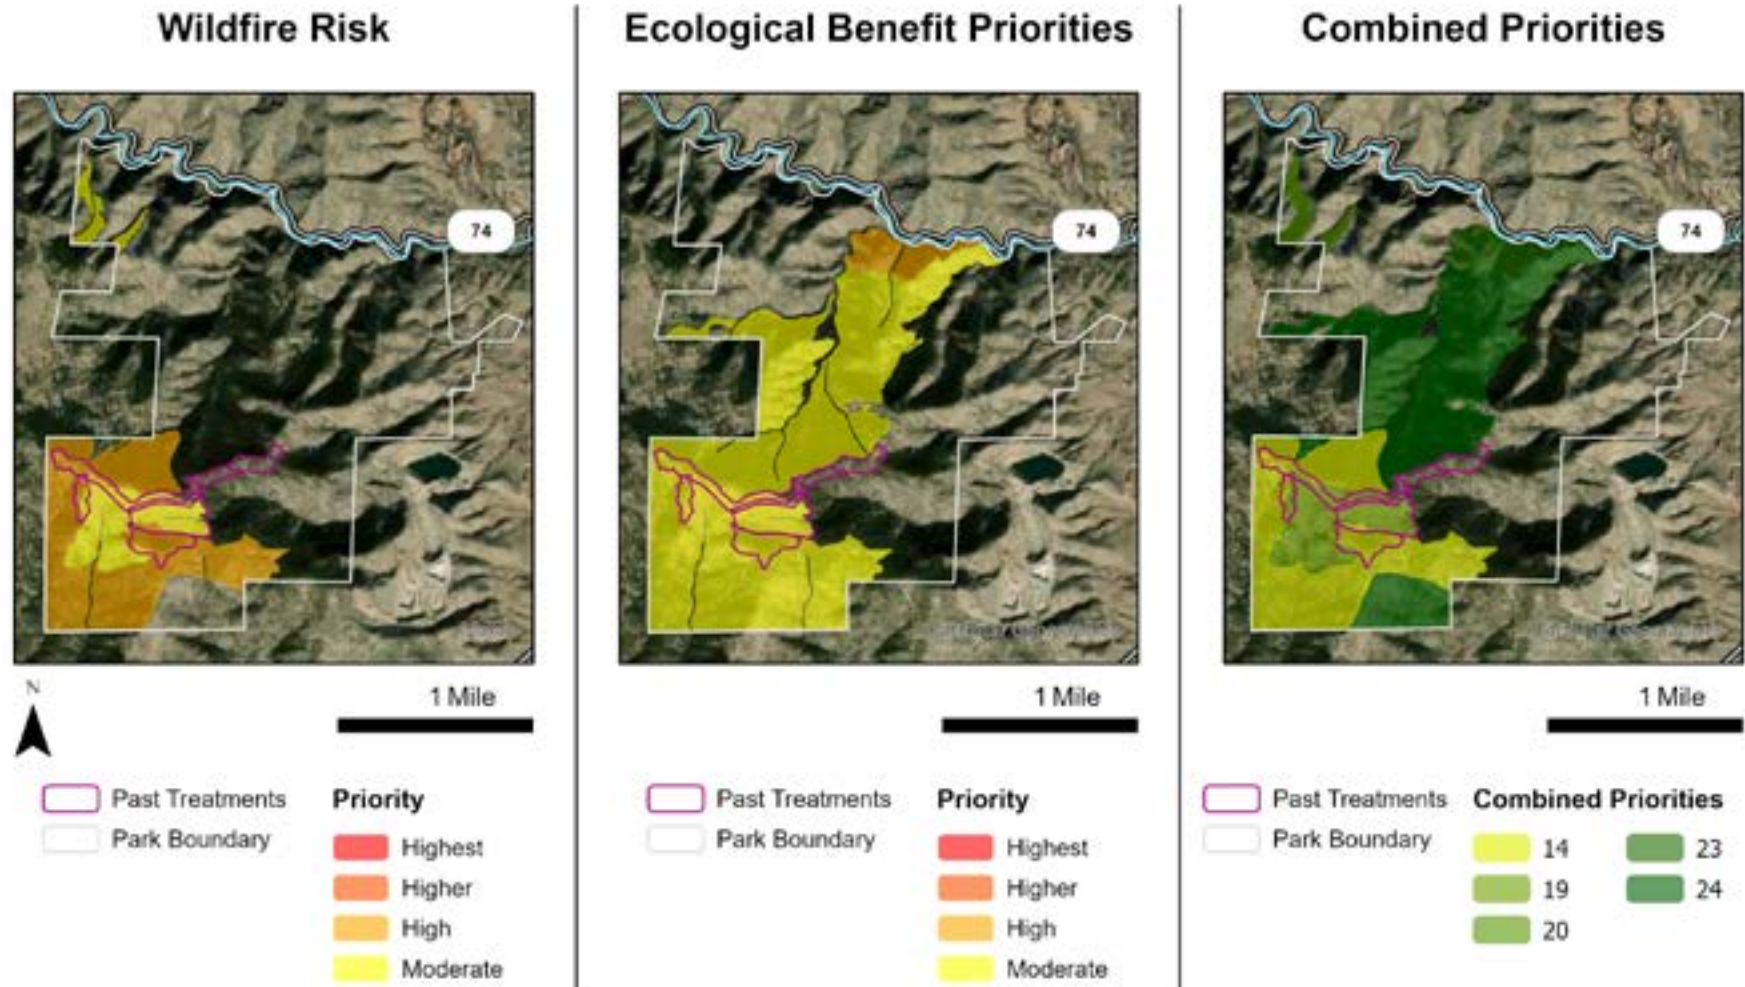 Wildfire Risk
Ecological Benefit Priorities
Combined Priorities
74
74
74
N
1 Mile
1 Mile
1 Mile
Past Treatments
Park Boundary
Priority
Highest
Higher
High
Moderate
Past Treatments
Park Boundary
Priority
Highest
Higher
High
Moderate
Past Treatments
Park Boundary
Combined Priorities
14
19
20
23
24